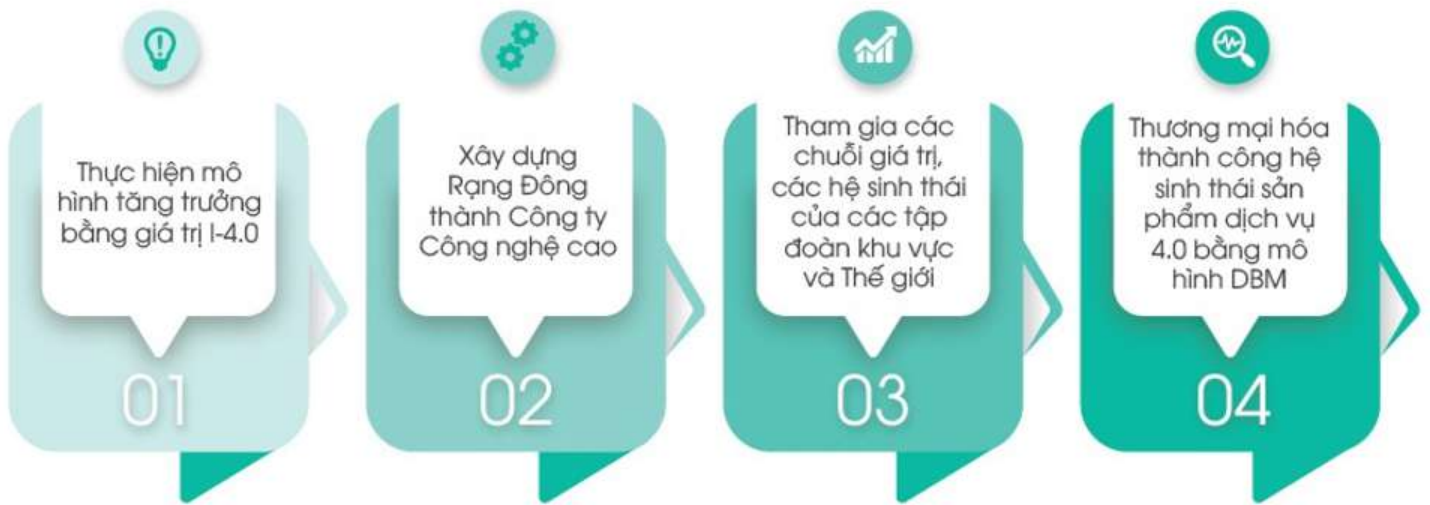 Thực hiện mô
hình tăng trưởng
bằng giá trị I-4.0
01
Xây dựng
Rạng Đông
thành Công ty
Công nghệ cao
02
Tham gia các
chuỗi giá trị,
các hệ sinh thái
của các tập
đoàn khu vực
và Thế giới
03
Thương mại hóa
thành công hệ
sinh thái sản
phẩm dịch vụ
4.0 bằng mô
hình DBM
04